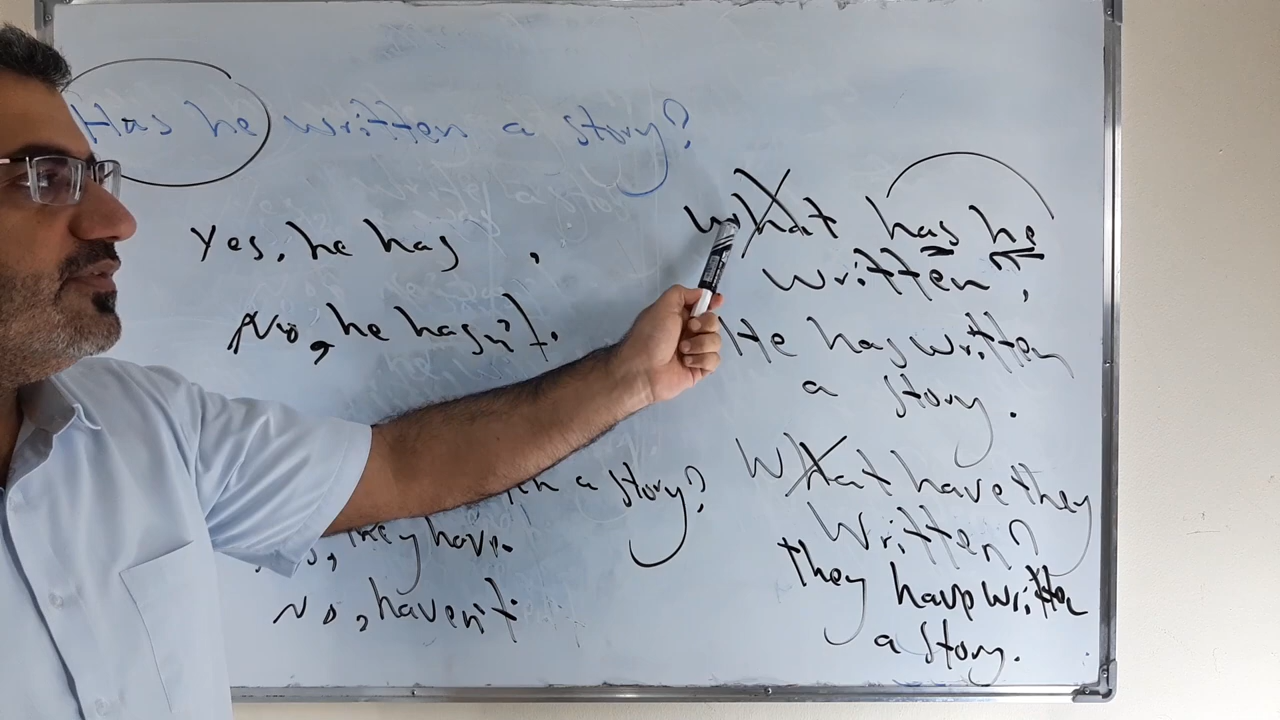 Has he written a story?
Yes, he has .
No, he hasn't.
a story?
they have.
No, haven't.
What has he
written?
He has written
a story.
What have they
written?
they have written
a story.